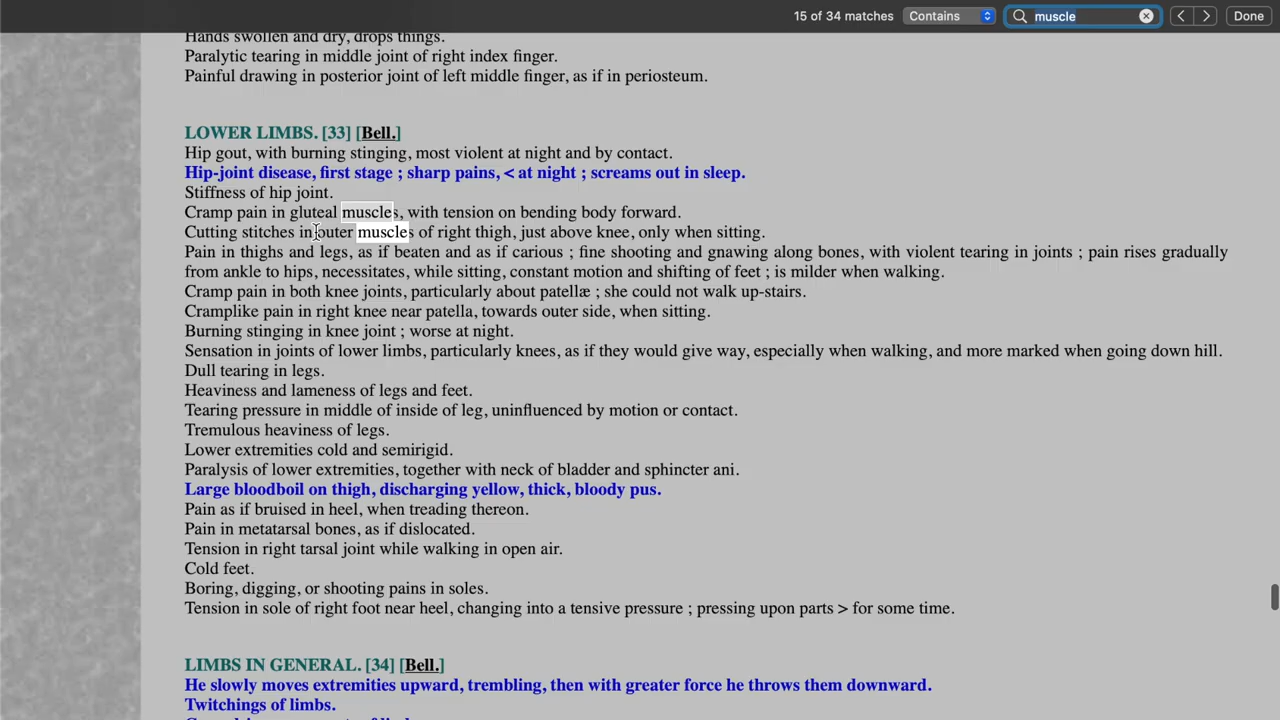 15 of 34 matches Contains muscle Done
Hands swollen and dry, drops things.
Paralytic tearing in middle joint of right index finger.
Painful drawing in posterior joint of left middle finger, as if in periosteum.
LOWER LIMBS. [33] [Bell.]
Hip gout, with burning stinging, most violent at night and by contact.
Hip-joint disease, first stage ; sharp pains, < at night ; screams out in sleep.
Stiffness of hip joint.
Cramp pain in gluteal muscles, with tension on bending body forward.
Cutting stitches in outer muscles of right thigh, just above knee, only when sitting.
Pain in thighs and legs, as if beaten and as if carious ; fine shooting and gnawing along bones, with violent tearing in joints ; pain rises gradually
from ankle to hips, necessitates, while sitting, constant motion and shifting of feet ; is milder when walking.
Cramp pain in both knee joints, particularly about patellæ ; she could not walk up-stairs.
Cramplike pain in right knee near patella, towards outer side, when sitting.
Burning stinging in knee joint ; worse at night.
Sensation in joints of lower limbs, particularly knees, as if they would give way, especially when walking, and more marked when going down hill.
Dull tearing in legs.
Heaviness and lameness of legs and feet.
Tearing pressure in middle of inside of leg, uninfluenced by motion or contact.
Tremulous heaviness of legs.
Lower extremities cold and semirigid.
Paralysis of lower extremities, together with neck of bladder and sphincter ani.
Large bloodboil on thigh, discharging yellow, thick, bloody pus.
Pain as if bruised in heel, when treading thereon.
Pain in metatarsal bones, as if dislocated.
Tension in right tarsal joint while walking in open air.
Cold feet.
Boring, digging, or shooting pains in soles.
Tension in sole of right foot near heel, changing into a tensive pressure ; pressing upon parts > for some time.
LIMBS IN GENERAL. [34] [Bell.]
He slowly moves extremities upward, trembling, then with greater force he throws them downward.
Twitchings of limbs.